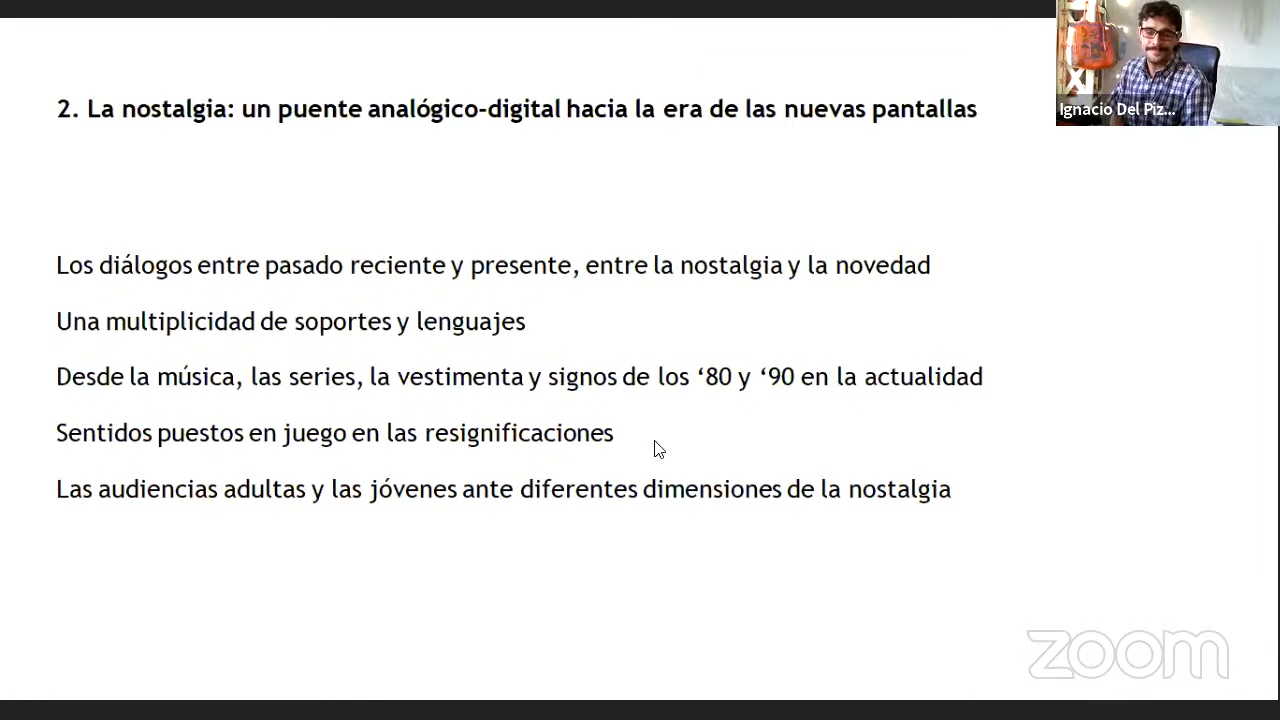 2. La nostalgia: un puente analógico-digital hacia la era de las nuevas pantallas
Ignacio Del Piz...
Los diálogos entre pasado reciente y presente, entre la nostalgia y la novedad
Una multiplicidad de soportes y lenguajes
Desde la música, las series, la vestimenta y signos de los ‘80 y ‘90 en la actualidad
Sentidos puestos en juego en las resignificaciones
Las audiencias adultas y las jóvenes ante diferentes dimensiones de la nostalgia
zoom